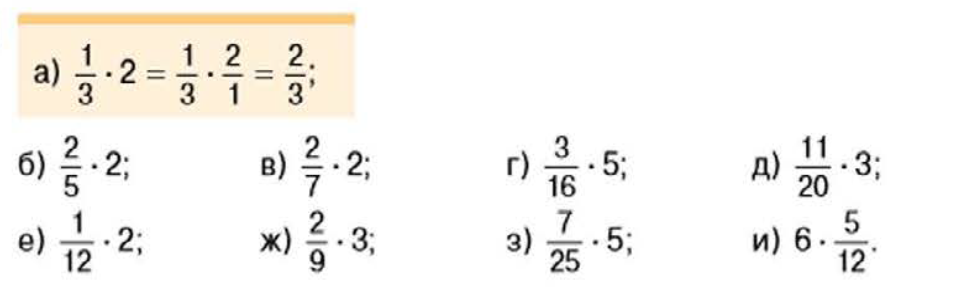 а) 1/3 · 2 = 1/3 · 2/1 = 2/3;
б) 2/5 · 2; в) 2/7 · 2; г) 3/16 · 5; д) 11/20 · 3;
е) 1/12 · 2; ж) 2/9 · 3; з) 7/25 · 5; и) 6 · 5/12.